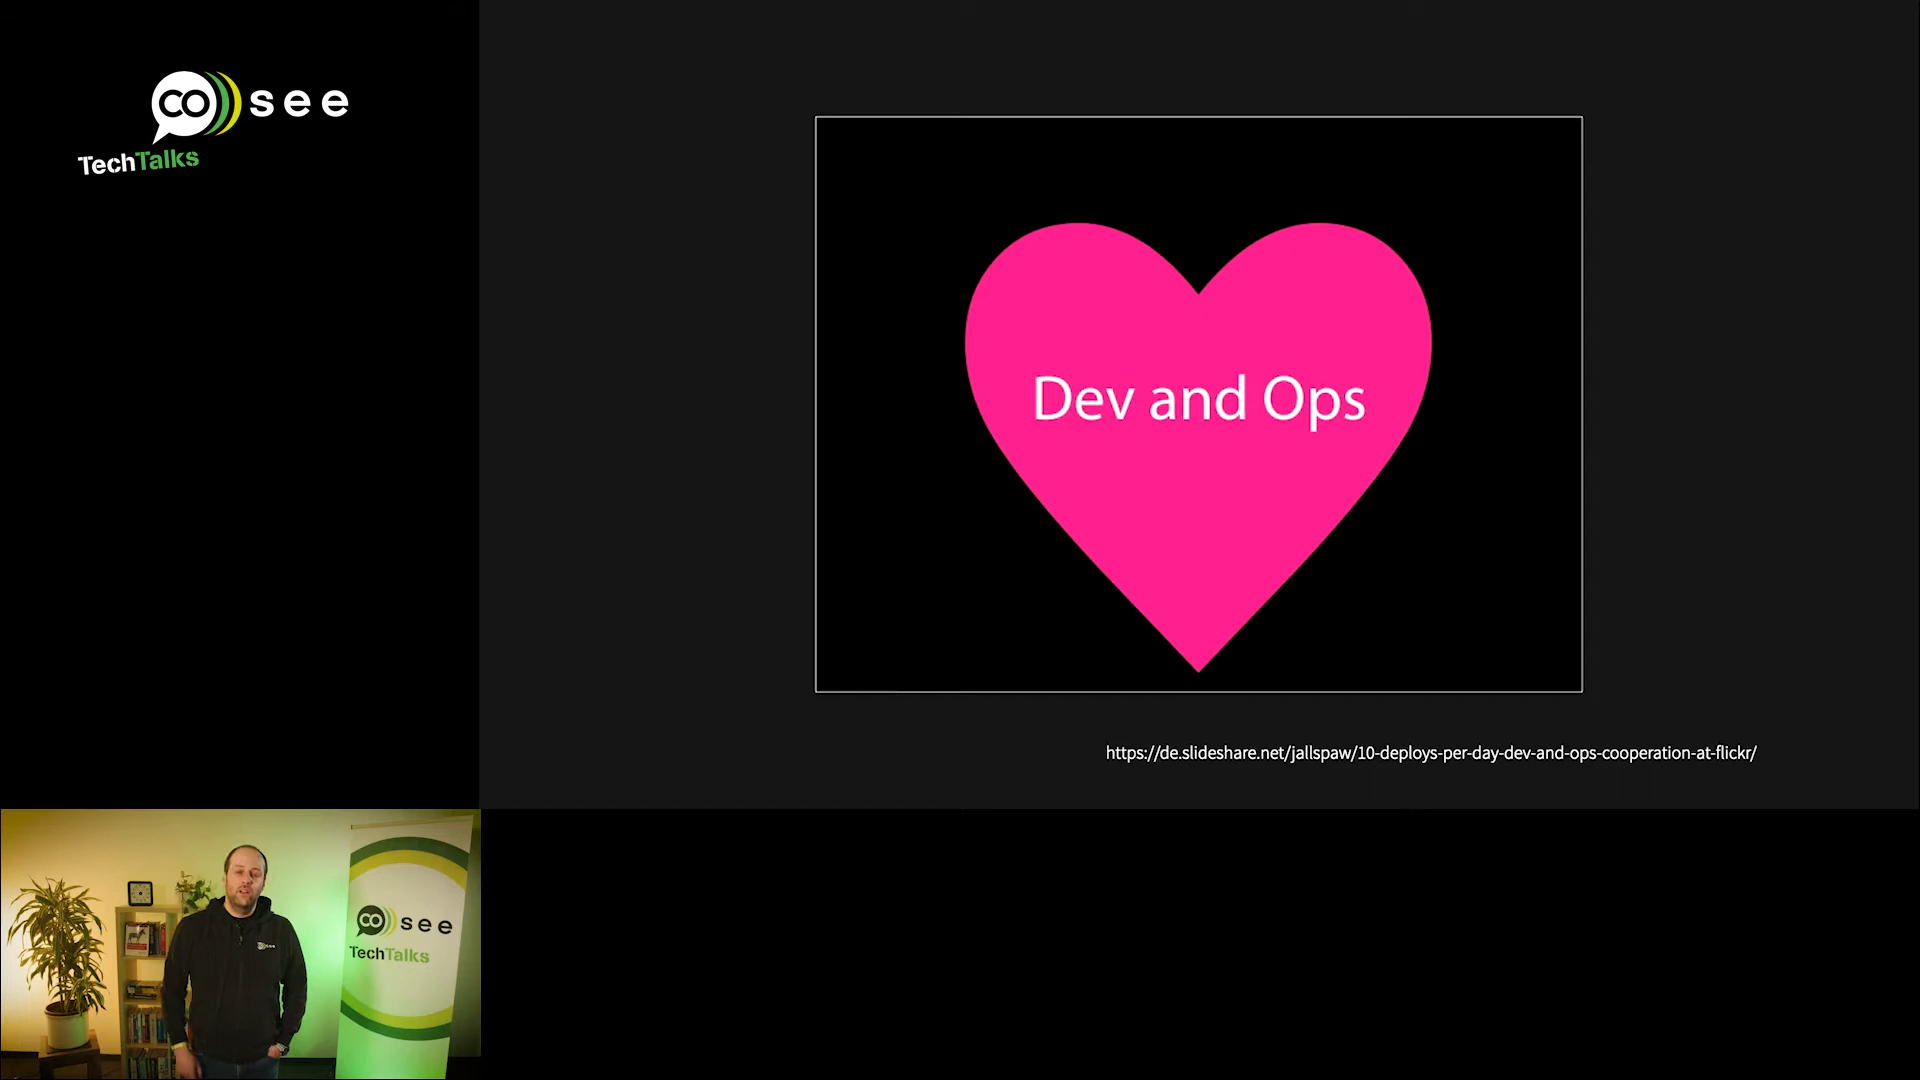 co see
TechTalks
Dev and Ops
https://de.slideshare.net/jallspaw/10-deploys-per-day-dev-and-ops-cooperation-at-flickr/
co see
TechTalks